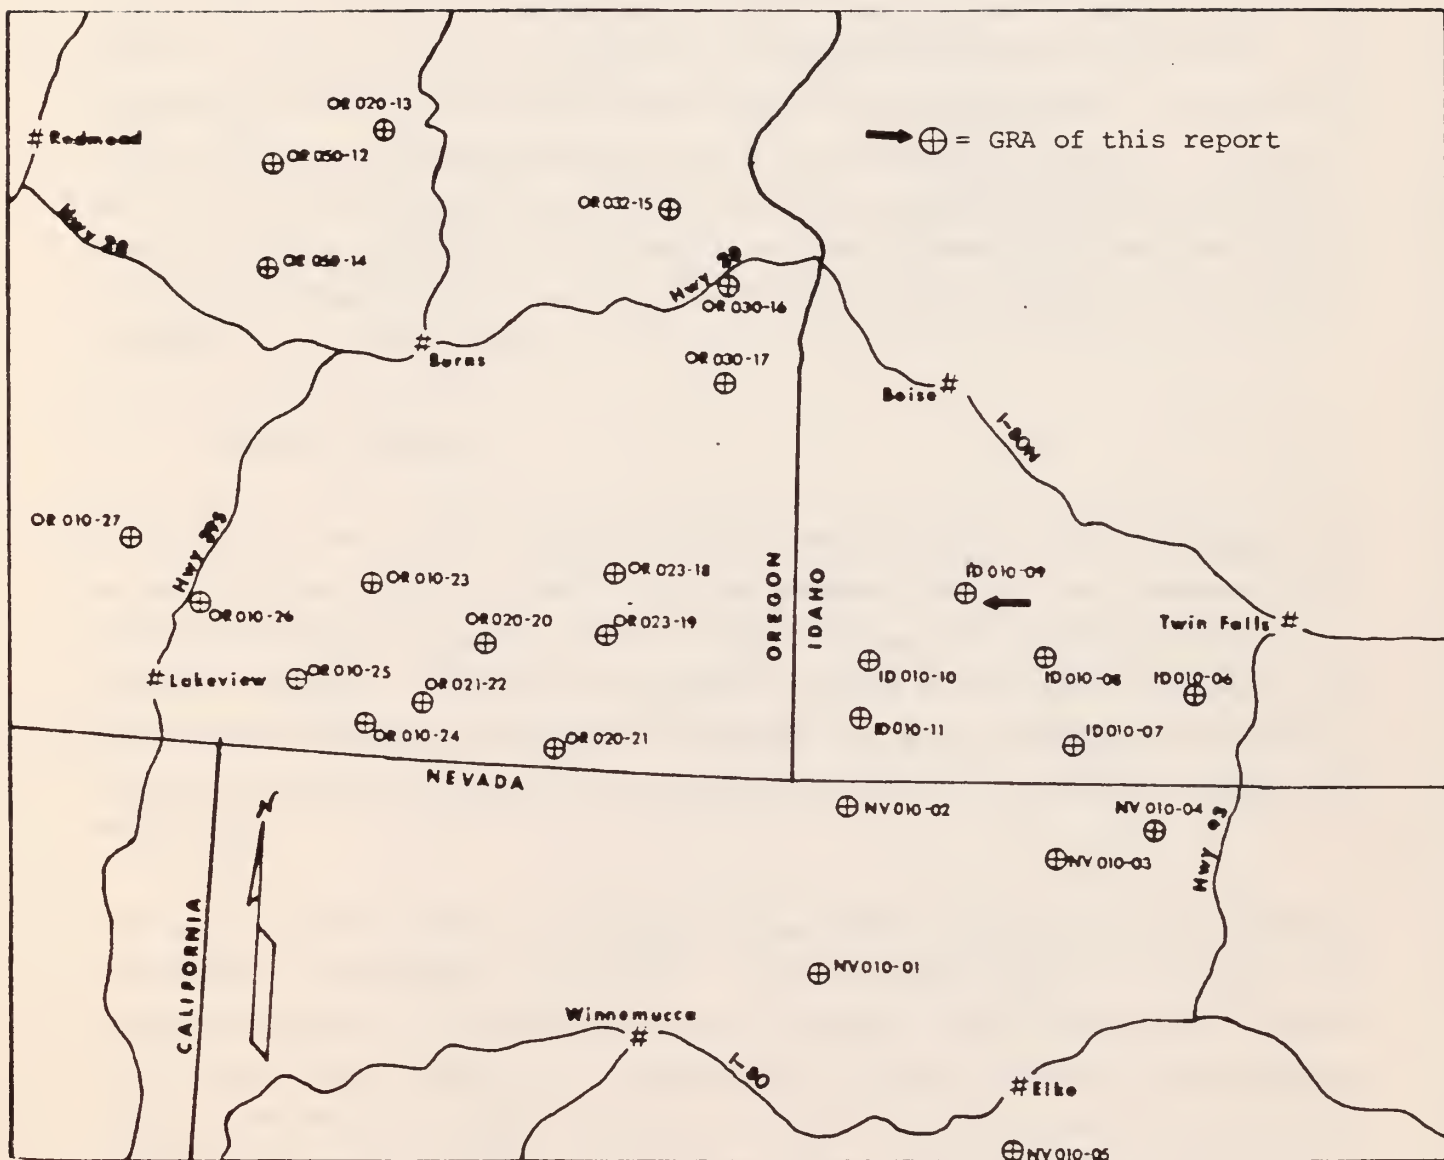 OR 020-13
# Redmond
OR 050-12
= GRA of this report
OR 032-15
Hwy 20
OR 050-14
Hwy 20
OR 030-16
# Burns
OR 030-17
Boise #
I-80N
OR 010-27
Hwy 395
OR 010-23
OR 023-18
ID 010-09
OR 010-26
OR 020-20
OR 023-19
OREGON
IDAHO
Twin Falls #
# Lakeview
OR 010-25
OR 021-22
ID 010-10
ID 010-08
ID 010-06
OR 010-24
OR 020-21
ID 010-11
ID 010-07
NEVADA
N
NV 010-02
NV 010-04
NV 010-03
Hwy 93
CALIFORNIA
NV 010-01
Winnemucca
#
I-80
# Elko
NV 010-05